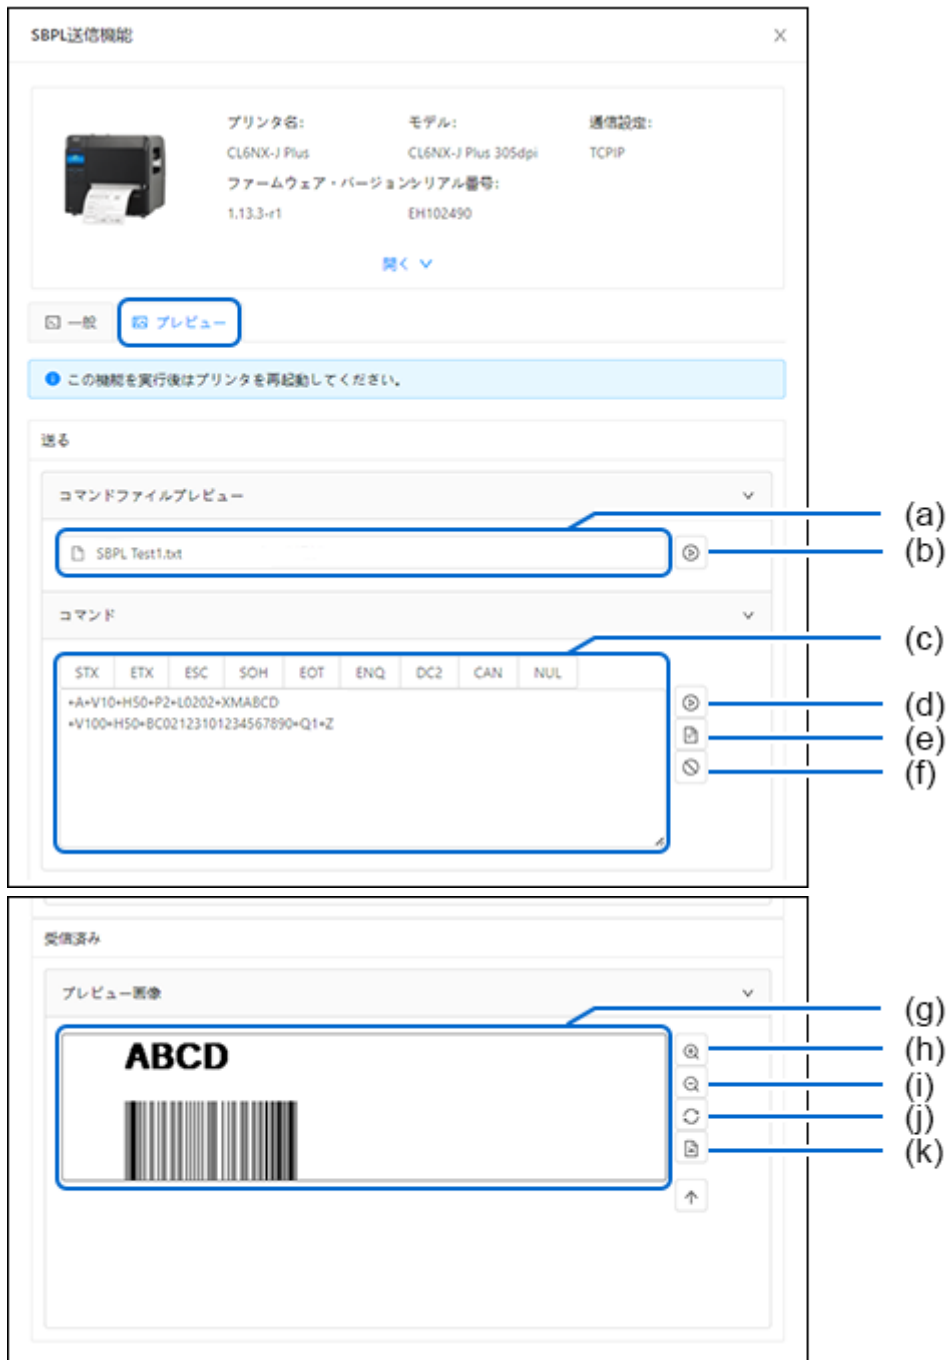 SBPL送信機能
プリンタ名: モデル: 通信設定:
CL6NX-J Plus CL6NX-J Plus 305dpi TCPIP
ファームウェア・バージョンシリアル番号:
1.13.3-r1 EH102490
開く
一般 プレビュー
この機能を実行後はプリンタを再起動してください。
送る
コマンドファイルプレビュー
(a)
SBPL Test1.txt (b)
コマンド
(c)
STX ETX ESC SOH EOT ENQ DC2 CAN NUL
+A+V10+H50+P2+L0202+XMABCD (d)
+V100+H50+BC02123101234567890+Q1+Z (e)
(f)
受信済み
プレビュー画像
(g)
ABCD (h)
(i)
(j)
(k)